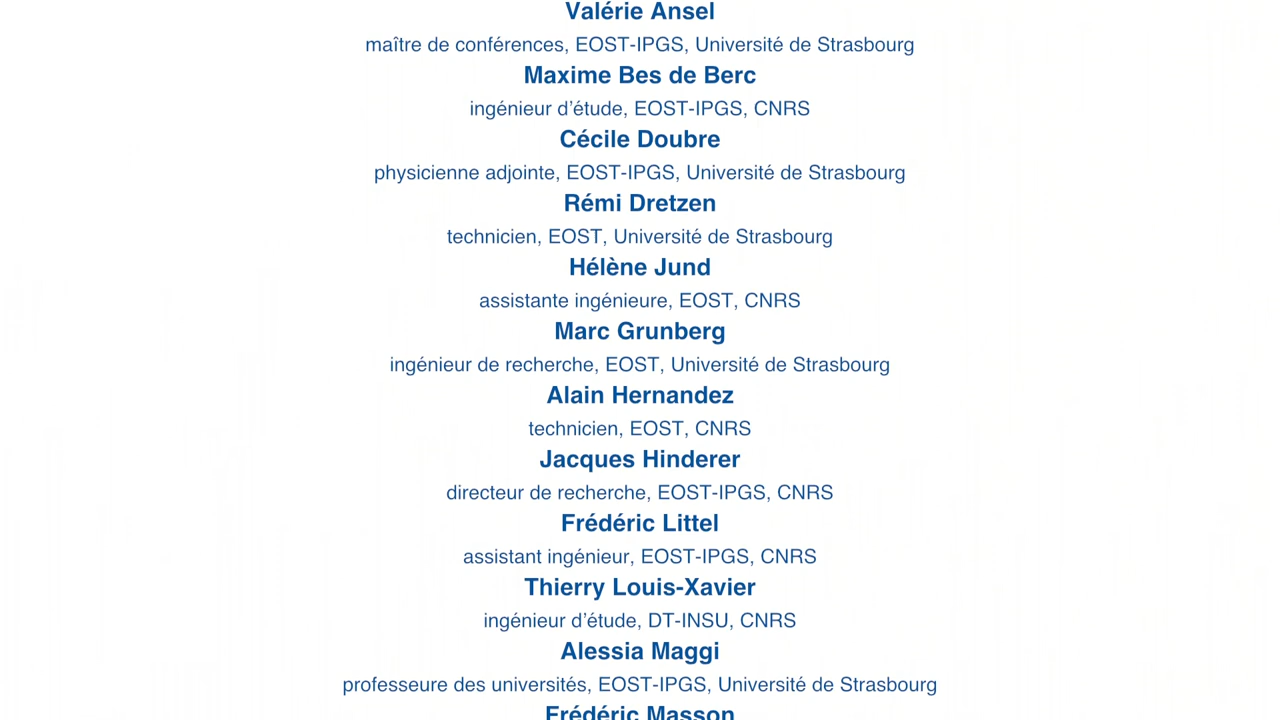 Valérie Ansel
maître de conférences, EOST-IPGS, Université de Strasbourg
Maxime Bes de Berc
ingénieur d’étude, EOST-IPGS, CNRS
Cécile Doubre
physicienne adjointe, EOST-IPGS, Université de Strasbourg
Rémi Dretzen
technicien, EOST, Université de Strasbourg
Hélène Jund
assistante ingénieure, EOST, CNRS
Marc Grunberg
ingénieur de recherche, EOST, Université de Strasbourg
Alain Hernandez
technicien, EOST, CNRS
Jacques Hinderer
directeur de recherche, EOST-IPGS, CNRS
Frédéric Littel
assistant ingénieur, EOST-IPGS, CNRS
Thierry Louis-Xavier
ingénieur d’étude, DT-INSU, CNRS
Alessia Maggi
professeure des universités, EOST-IPGS, Université de Strasbourg
Frédéric Masson